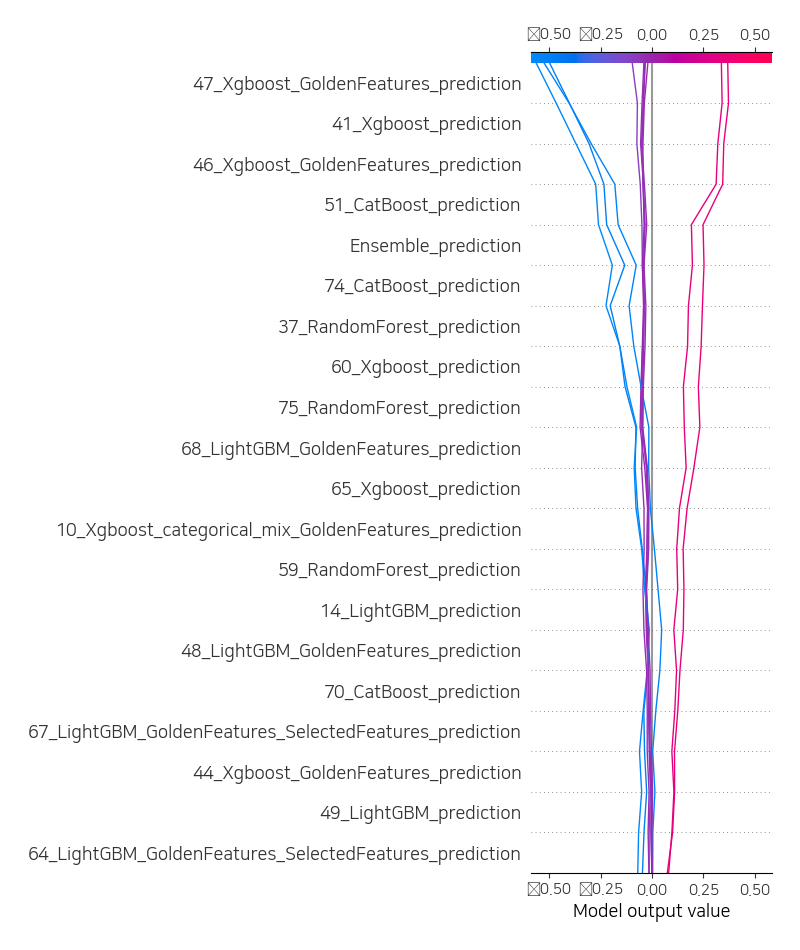 ▯0.50 ▯0.25 0.00 0.25 0.50
47_Xgboost_GoldenFeatures_prediction
41_Xgboost_prediction
46_Xgboost_GoldenFeatures_prediction
51_CatBoost_prediction
Ensemble_prediction
74_CatBoost_prediction
37_RandomForest_prediction
60_Xgboost_prediction
75_RandomForest_prediction
68_LightGBM_GoldenFeatures_prediction
65_Xgboost_prediction
10_Xgboost_categorical_mix_GoldenFeatures_prediction
59_RandomForest_prediction
14_LightGBM_prediction
48_LightGBM_GoldenFeatures_prediction
70_CatBoost_prediction
67_LightGBM_GoldenFeatures_SelectedFeatures_prediction
44_Xgboost_GoldenFeatures_prediction
49_LightGBM_prediction
64_LightGBM_GoldenFeatures_SelectedFeatures_prediction
▯0.50 ▯0.25 0.00 0.25 0.50
Model output value